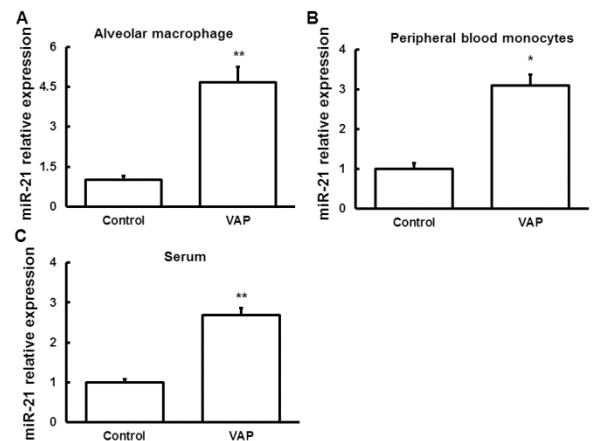 A
Alveolar macrophage
miR-21 relative expression
6
4.5
3
1.5
0
**
Control
VAP
B
Peripheral blood monocytes
miR-21 relative expression
4
3
2
1
0
*
Control
VAP
C
Serum
miR-21 relative expression
4
3
2
1
0
**
Control
VAP